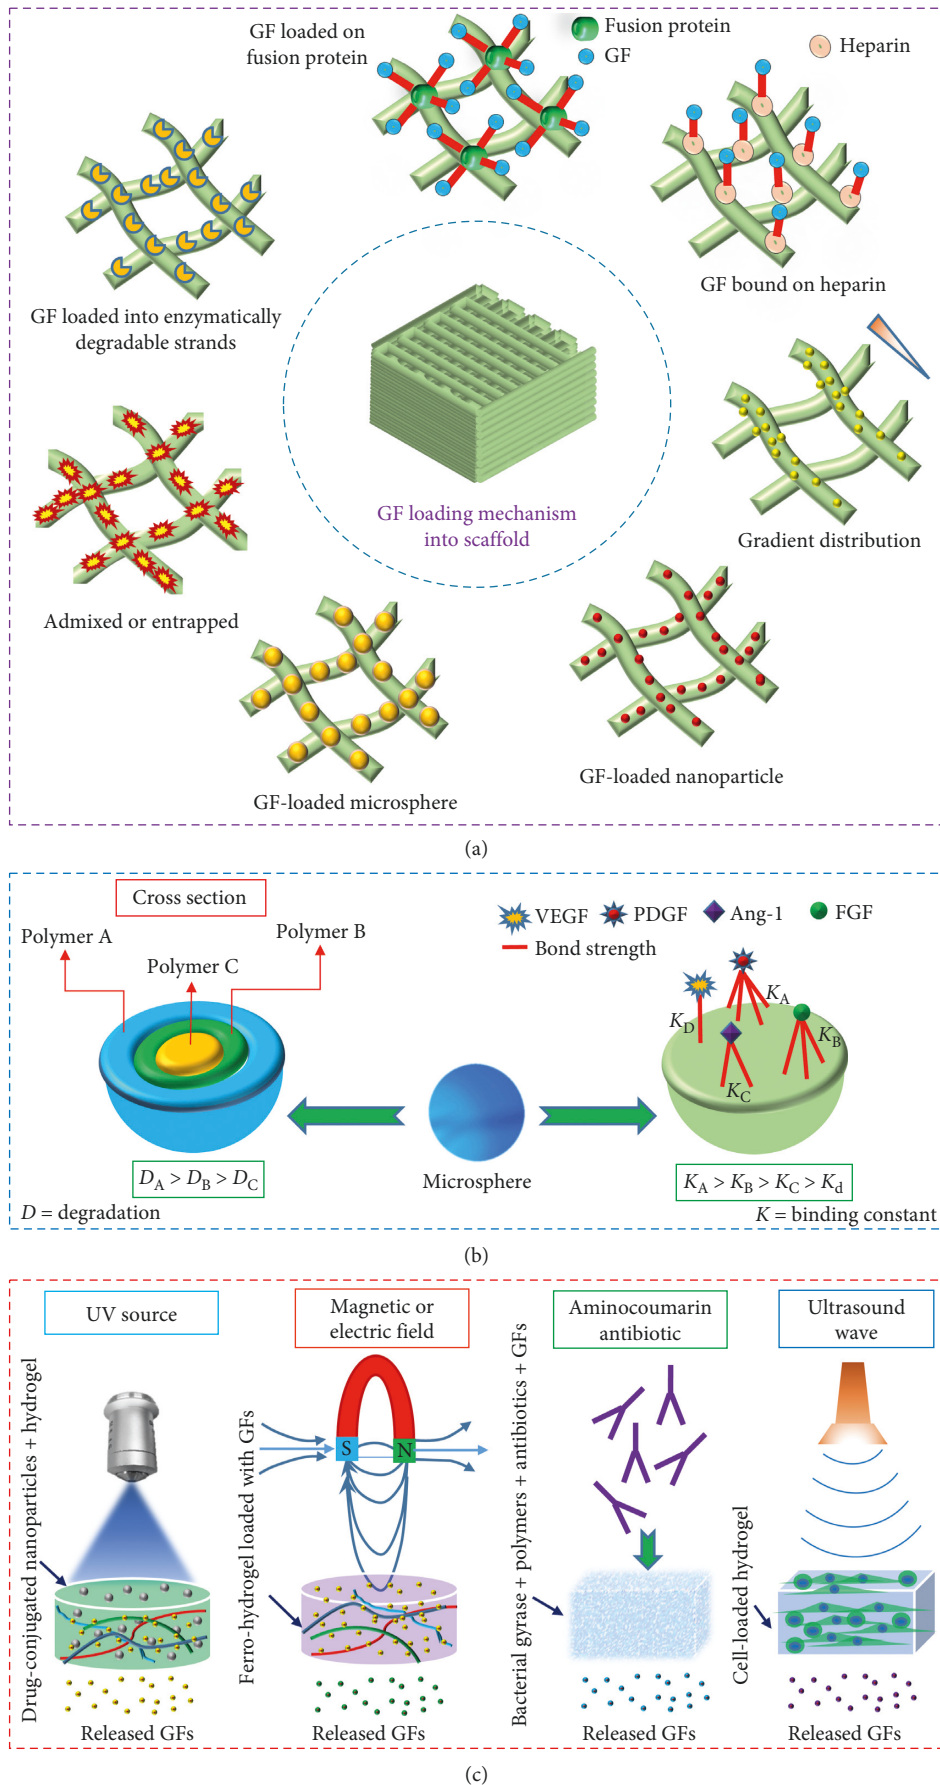 GF loaded on
fusion protein
Fusion protein
GF
Heparin
GF bound on heparin
GF loaded into enzymatically
degradable strands
Gradient distribution
GF loading mechanism
into scaffold
Admixed or entrapped
GF-loaded nanoparticle
GF-loaded microsphere
(a)
Cross section
Polymer A
Polymer B
Polymer C
VEGF
PDGF
Ang-1
FGF
Bond strength
K_A
K_D
K_B
K_C
Microsphere
D_A > D_B > D_C
K_A > K_B > K_C > K_d
D = degradation
K = binding constant
(b)
UV source
Magnetic or
electric field
Aminocoumarin
antibiotic
Ultrasound
wave
Drug-conjugated nanoparticles + hydrogel
Ferro-hydrogel loaded with GFs
S
N
Bacterial gyrase + polymers + antibiotics + GFs
Cell-loaded hydrogel
Released GFs
Released GFs
Released GFs
Released GFs
(c)